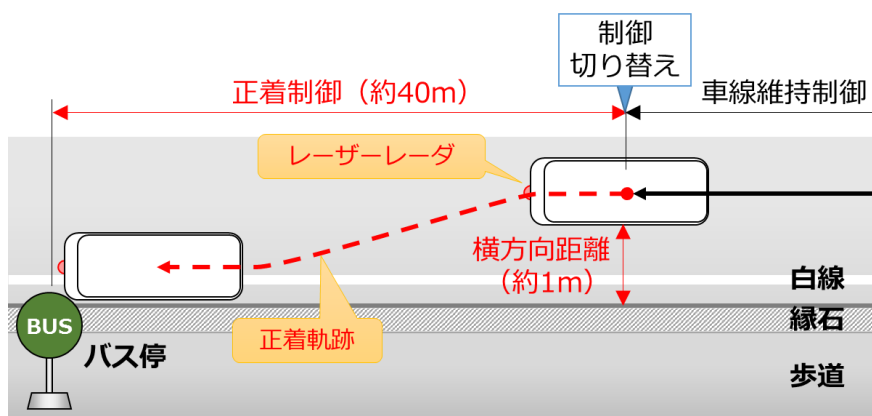 制御
切り替え
正着制御（約40m）
車線維持制御
レーザーレーダ
横方向距離
（約1m）
白線
BUS
縁石
正着軌跡
バス停
歩道